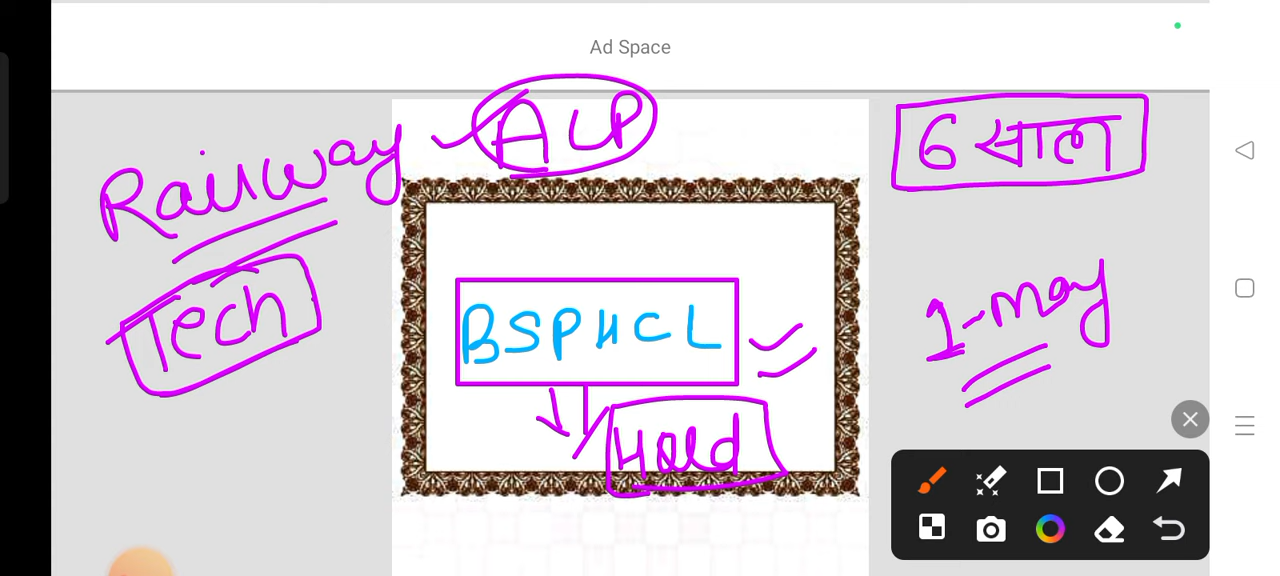 Ad Space
Railway ALP
6 साल
Tech
BSPHCL
1-may
Hold